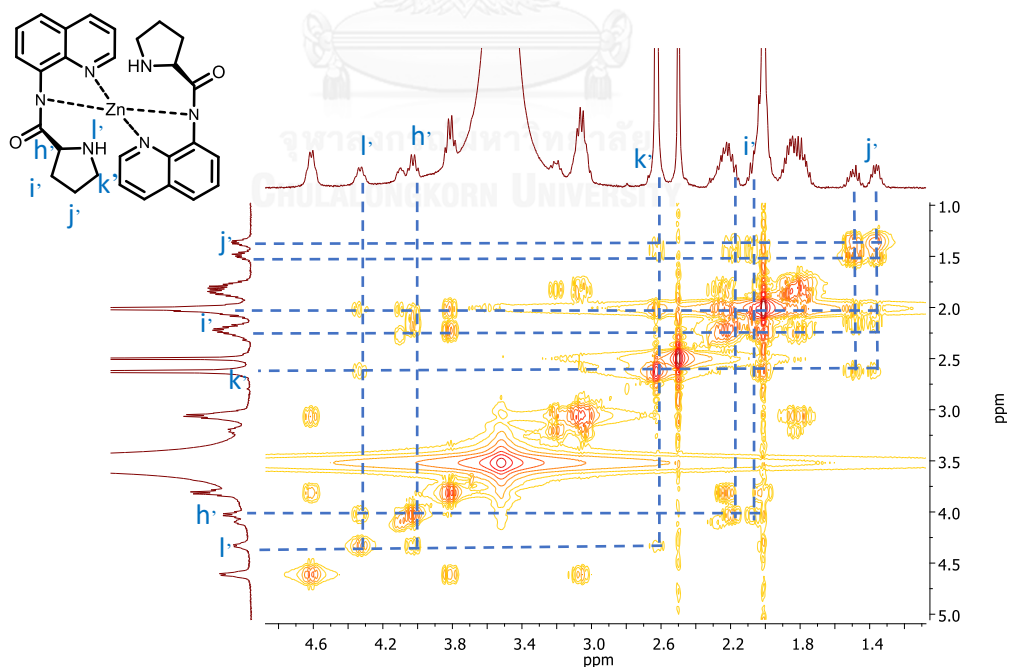 N
HN
O
N
Zn
N
O
NH
N
h’
l’
i’
k’
j’
l’
h’
k’
i’
j’
จุฬาลงกรณ์มหาวิทยาลัย
CHULALONGKORN UNIVERSITY
j’
i’
k’
h’
l’
1.0
1.5
2.0
2.5
3.0
3.5
4.0
4.5
5.0
ppm
4.6
4.2
3.8
3.4
3.0
2.6
2.2
1.8
1.4
ppm